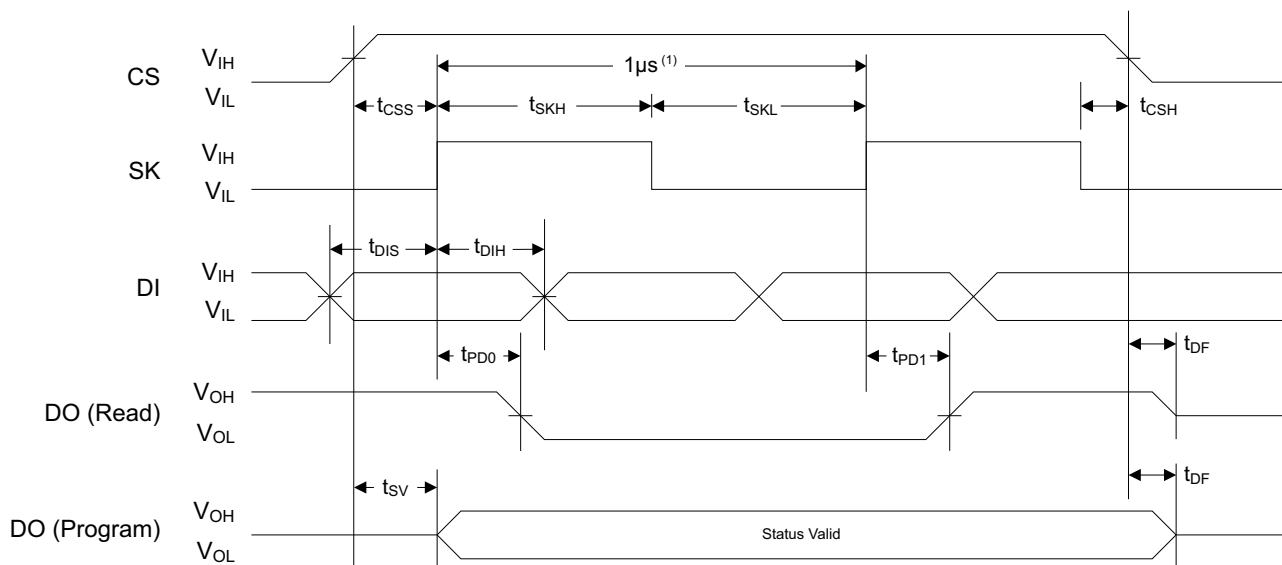 CS
V_IH
V_IL
1μs (1)
t_CSS
t_SKH
t_SKL
t_CSH
SK
V_IH
V_IL
t_DIS
t_DIH
DI
V_IH
V_IL
t_PD0
t_PD1
t_DF
DO (Read)
V_OH
V_OL
t_SV
t_DF
DO (Program)
V_OH
V_OL
Status Valid